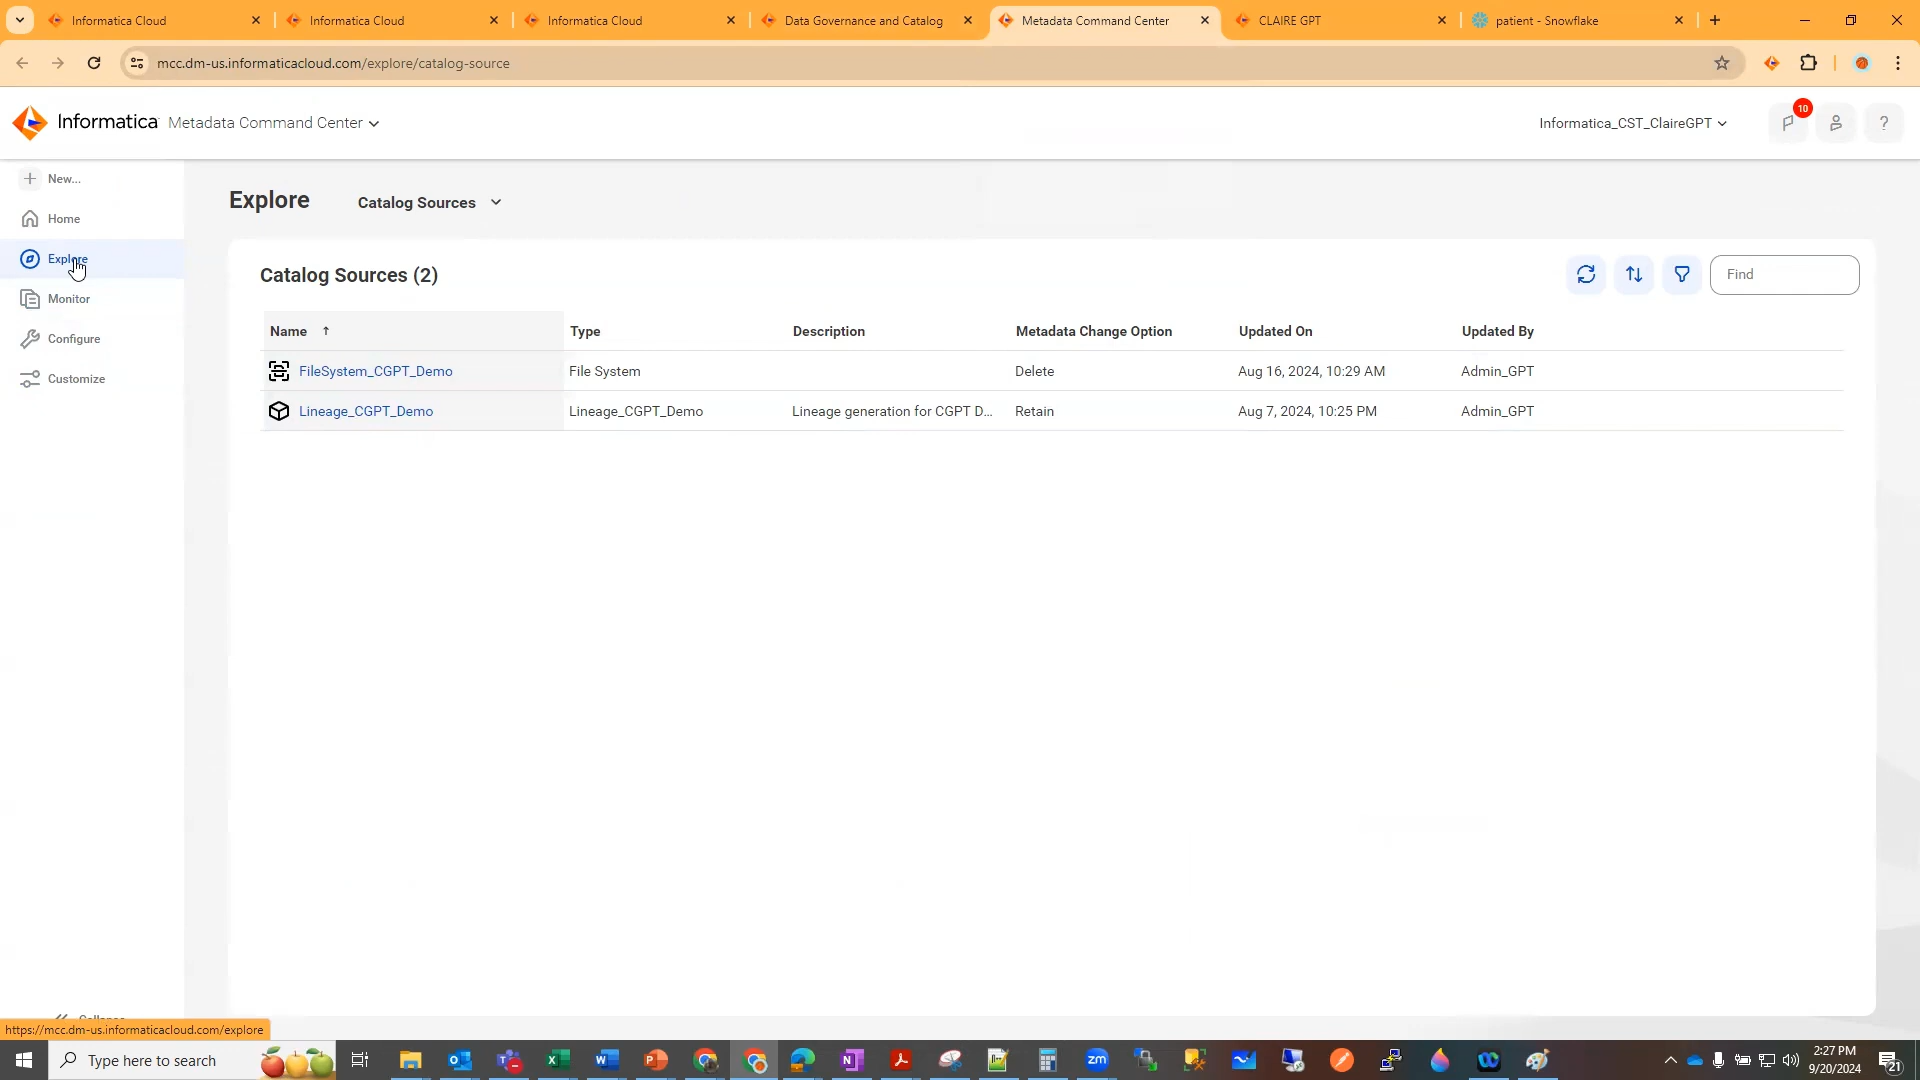 Informatica Cloud
Informatica Cloud
Informatica Cloud
Data Governance and Catalog
Metadata Command Center
CLAIRE GPT
patient - Snowflake
mcc.dm-us.informaticacloud.com/explore/catalog-source
Informatica Metadata Command Center
Informatica_CST_ClaireGPT
10
?
New...
Home
Explore
Monitor
Configure
Customize
Explore Catalog Sources
Catalog Sources (2)
Find
Name Type Description Metadata Change Option Updated On Updated By
FileSystem_CGPT_Demo File System Delete Aug 16, 2024, 10:29 AM Admin_GPT
Lineage_CGPT_Demo Lineage_CGPT_Demo Lineage generation for CGPT D... Retain Aug 7, 2024, 10:25 PM Admin_GPT
Collapse
https://mcc.dm-us.informaticacloud.com/explore
Type here to search
zm
2:27 PM
9/20/2024
21